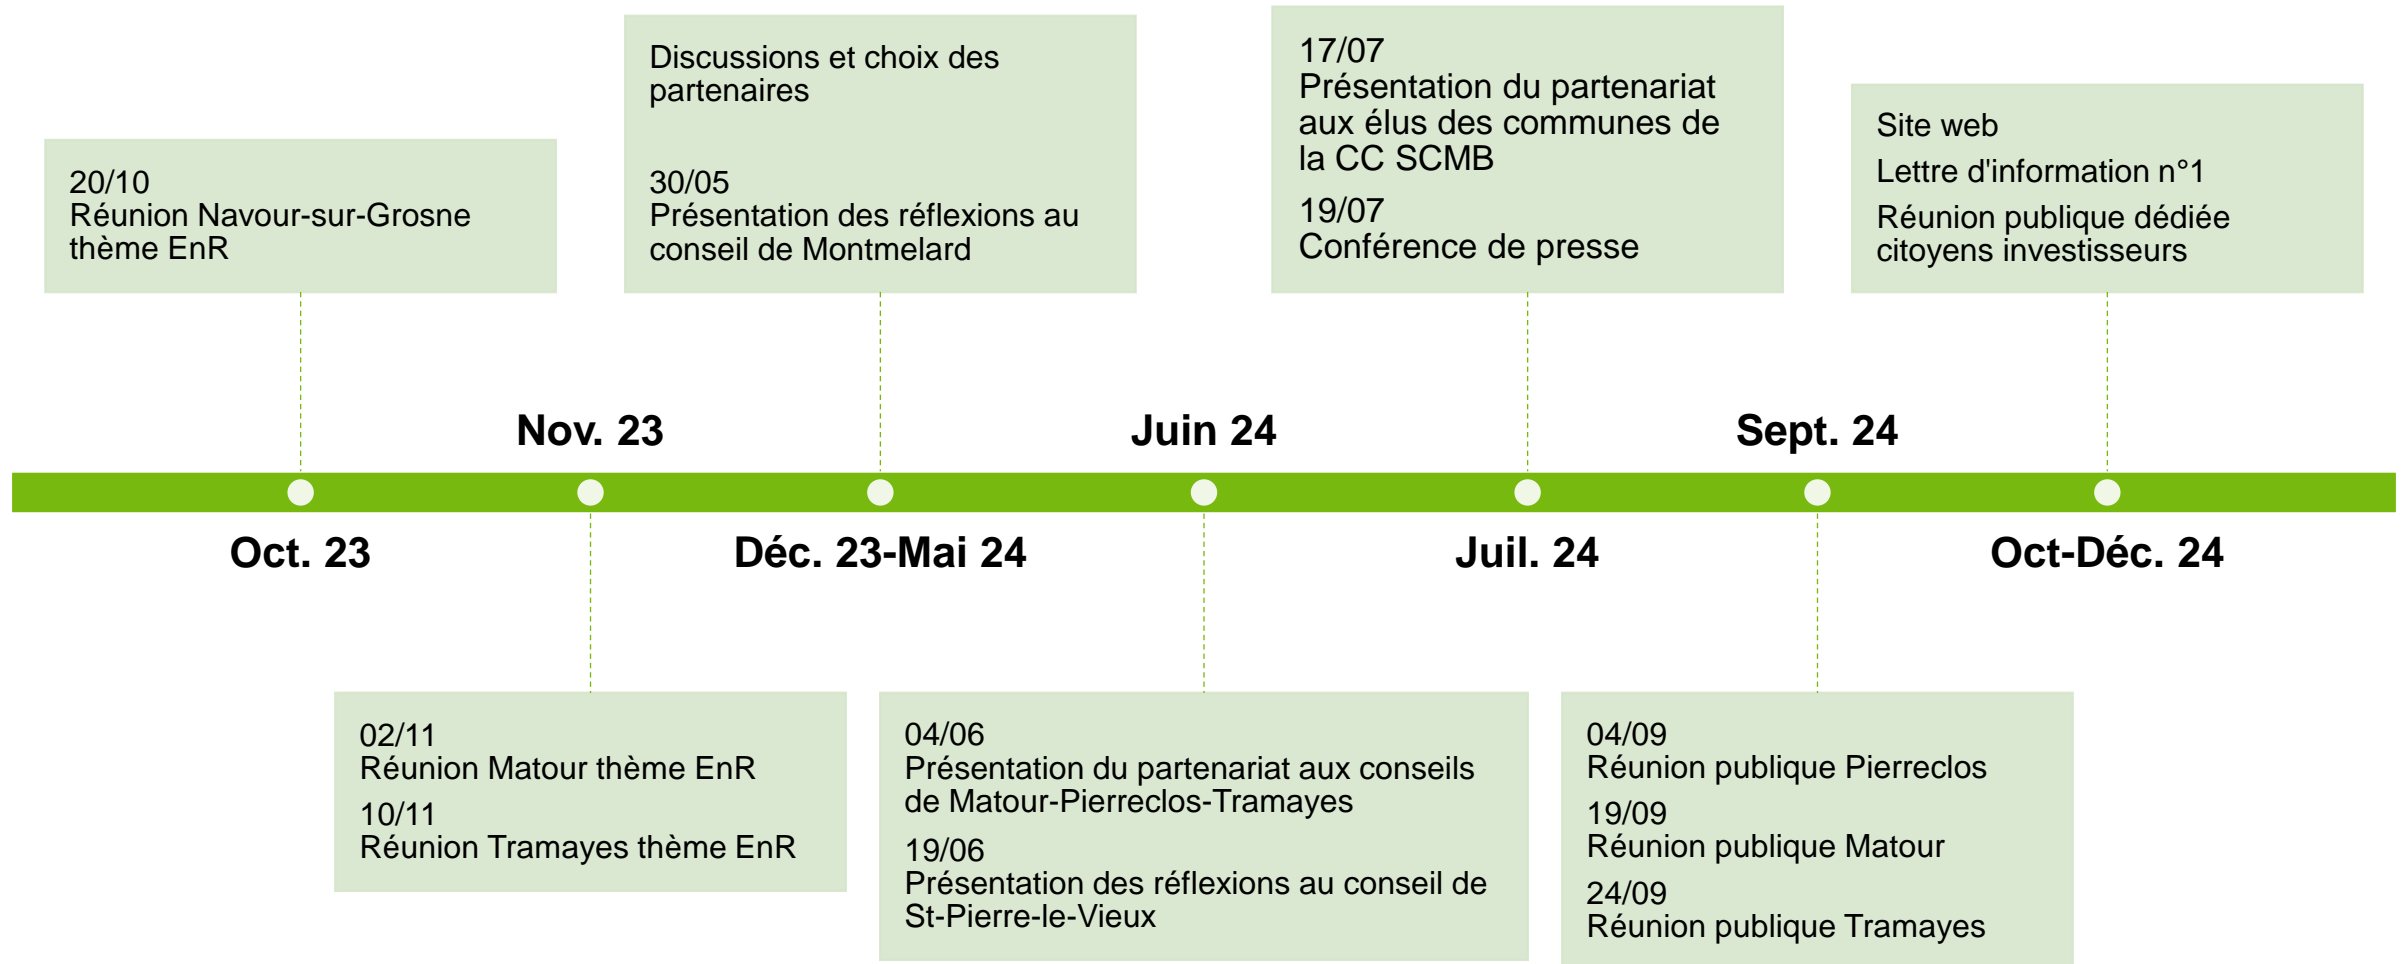 20/10
Réunion Navour-sur-Grosne
thème EnR
Discussions et choix des
partenaires
30/05
Présentation des réflexions au
conseil de Montmelard
17/07
Présentation du partenariat
aux élus des communes de
la CC SCMB
19/07
Conférence de presse
Site web
Lettre d'information n°1
Réunion publique dédiée
citoyens investisseurs
Nov. 23
Juin 24
Sept. 24
Oct. 23
Déc. 23-Mai 24
Juil. 24
Oct-Déc. 24
02/11
Réunion Matour thème EnR
10/11
Réunion Tramayes thème EnR
04/06
Présentation du partenariat aux conseils
de Matour-Pierreclos-Tramayes
19/06
Présentation des réflexions au conseil de
St-Pierre-le-Vieux
04/09
Réunion publique Pierreclos
19/09
Réunion publique Matour
24/09
Réunion publique Tramayes